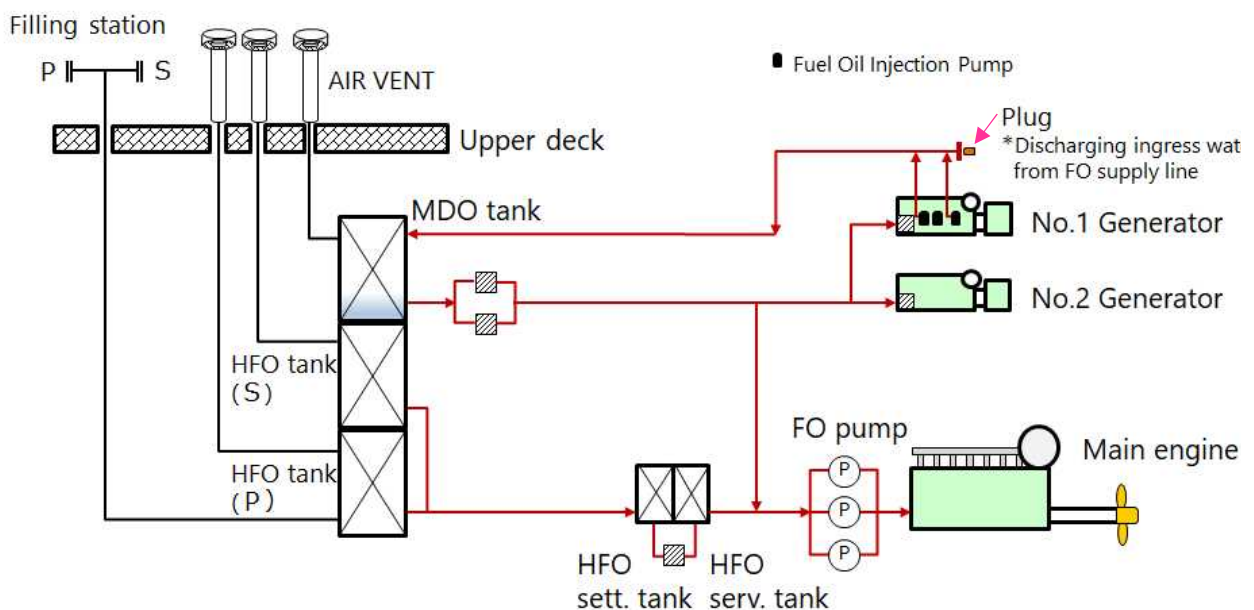 Filling station
P
S
AIR VENT
Upper deck
Fuel Oil Injection Pump
Plug
*Discharging ingress wat
from FO supply line
MDO tank
No.1 Generator
No.2 Generator
HFO tank
(S)
HFO tank
(P)
FO pump
P
P
P
Main engine
HFO
sett. tank
HFO
serv. tank